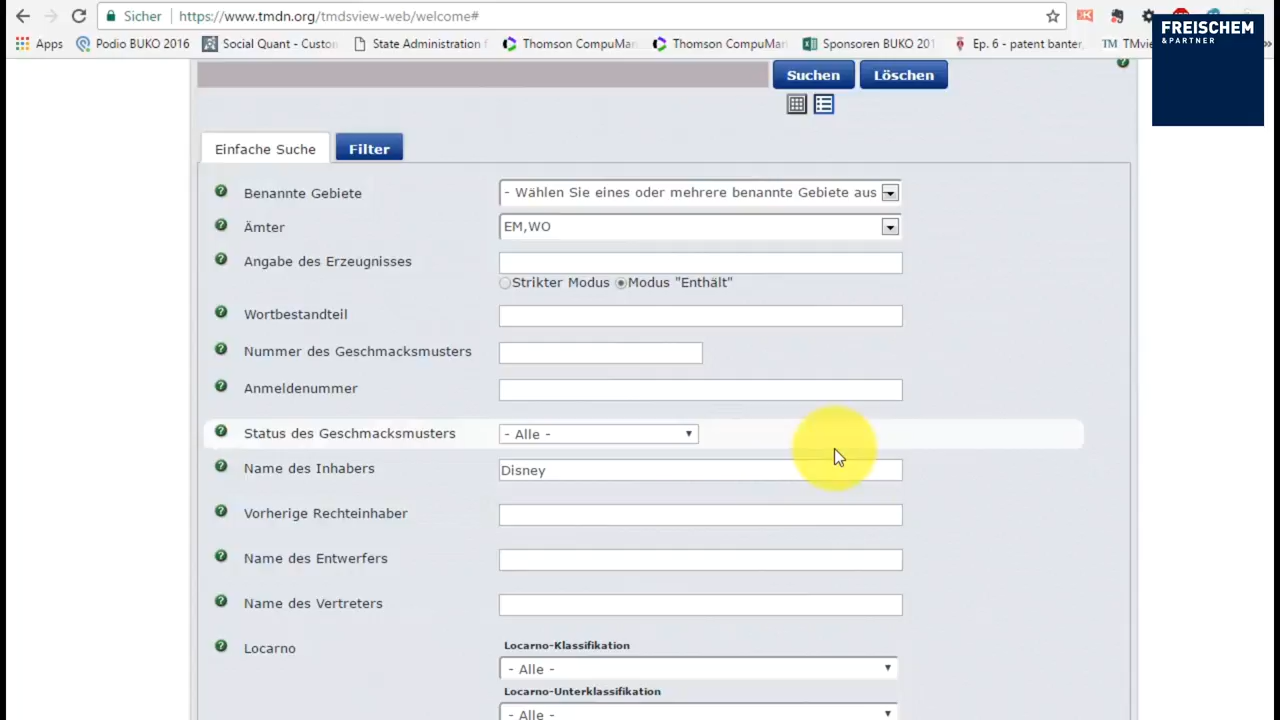 Sicher https://www.tmdn.org/tmdsview-web/welcome#
Apps Podio BUKO 2016 Social Quant - Custo State Administration Thomson CompuMa Thomson CompuMa Sponsoren BUKO 201 Ep. 6 - patent banter, TM TMvie
FREISCHEM
& PARTNER
Suchen Löschen
Einfache Suche Filter
Benannte Gebiete - Wählen Sie eines oder mehrere benannte Gebiete aus
Ämter EM,WO
Angabe des Erzeugnisses
Strikter Modus Modus "Enthält"
Wortbestandteil
Nummer des Geschmacksmusters
Anmeldenummer
Status des Geschmacksmusters - Alle -
Name des Inhabers Disney
Vorherige Rechteinhaber
Name des Entwerfers
Name des Vertreters
Locarno-Klassifikation
Locarno - Alle -
Locarno-Unterklassifikation
- Alle -